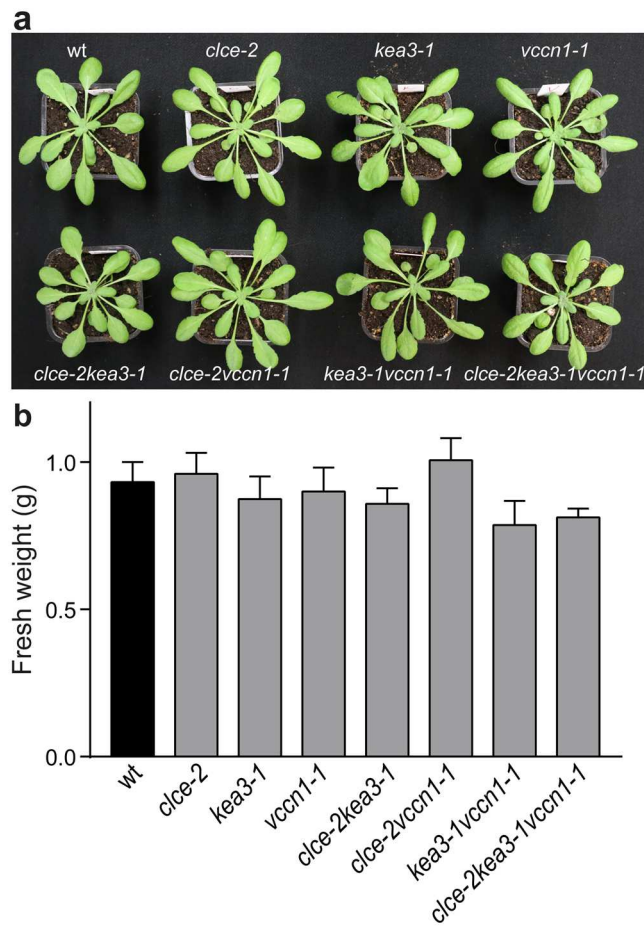 a
wt clce-2 kea3-1 vccn1-1
clce-2kea3-1 clce-2vccn1-1 kea3-1vccn1-1 clce-2kea3-1vccn1-1
b
Fresh weight (g)
1.0
0.5
0.0
wt
clce-2
kea3-1
vccn1-1
clce-2kea3-1
clce-2vccn1-1
kea3-1vccn1-1
clce-2kea3-1vccn1-1